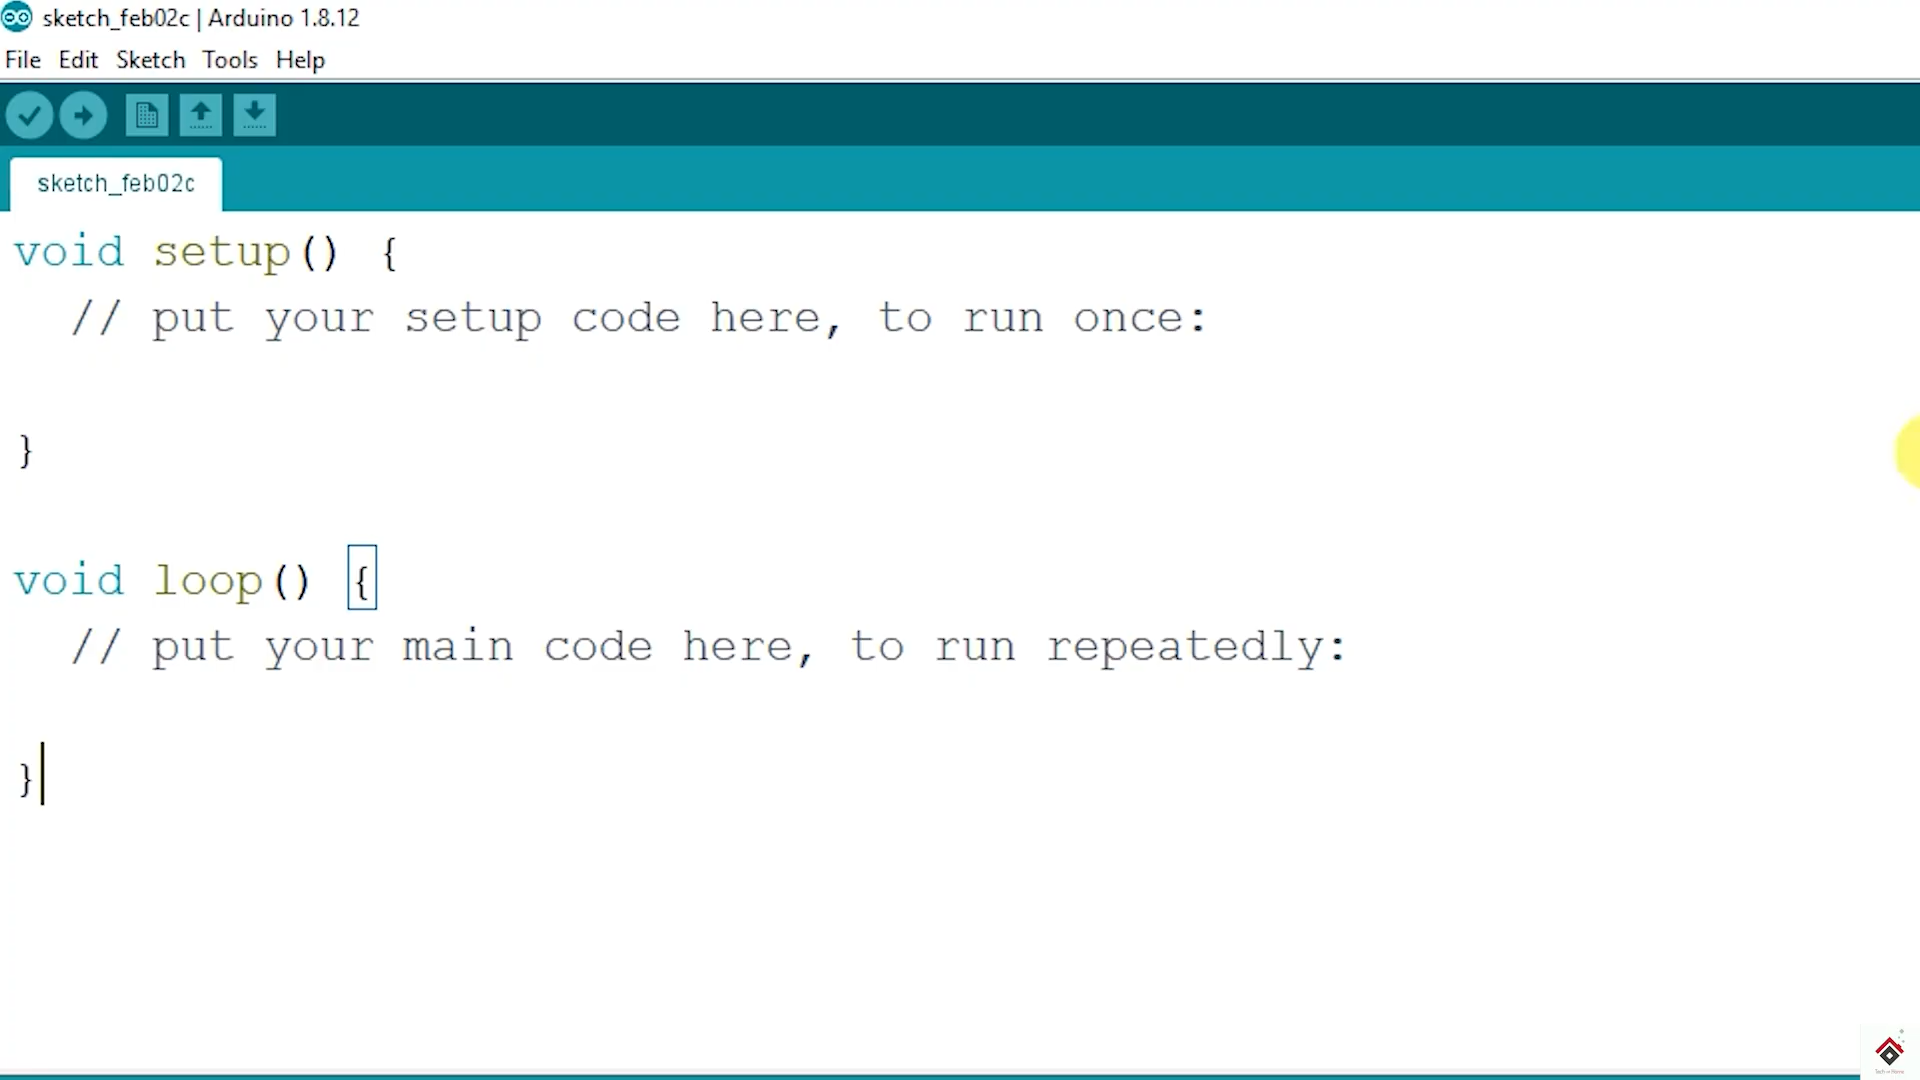 sketch_feb02c | Arduino 1.8.12
File Edit Sketch Tools Help
sketch_feb02c
void setup() {
  // put your setup code here, to run once:
}
void loop() {
  // put your main code here, to run repeatedly:
}